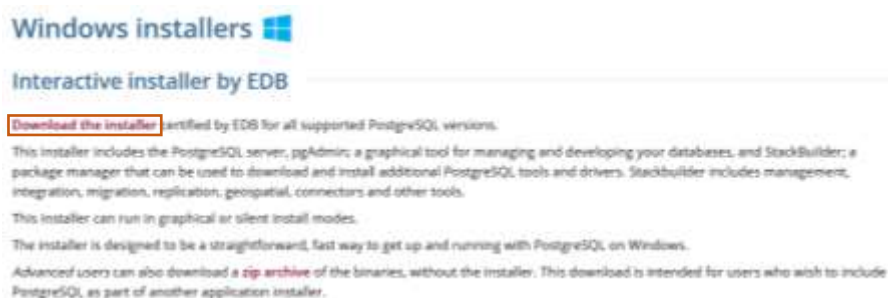 Windows installers
Interactive installer by EDB
Download the installer certified by EDB for all supported PostgreSQL versions.
This installer includes the PostgreSQL server, pgAdmin; a graphical tool for managing and developing your databases, and StackBuilder; a
package manager that can be used to download and install additional PostgreSQL tools and drivers. Stackbuilder includes management,
integration, migration, replication, geospatial, connectors and other tools.
This installer can run in graphical or silent install modes.
The installer is designed to be a straightforward, fast way to get up and running with PostgreSQL on Windows.
Advanced users can also download a zip archive of the binaries, without the installer. This download is intended for users who wish to include
PostgreSQL as part of another application installer.